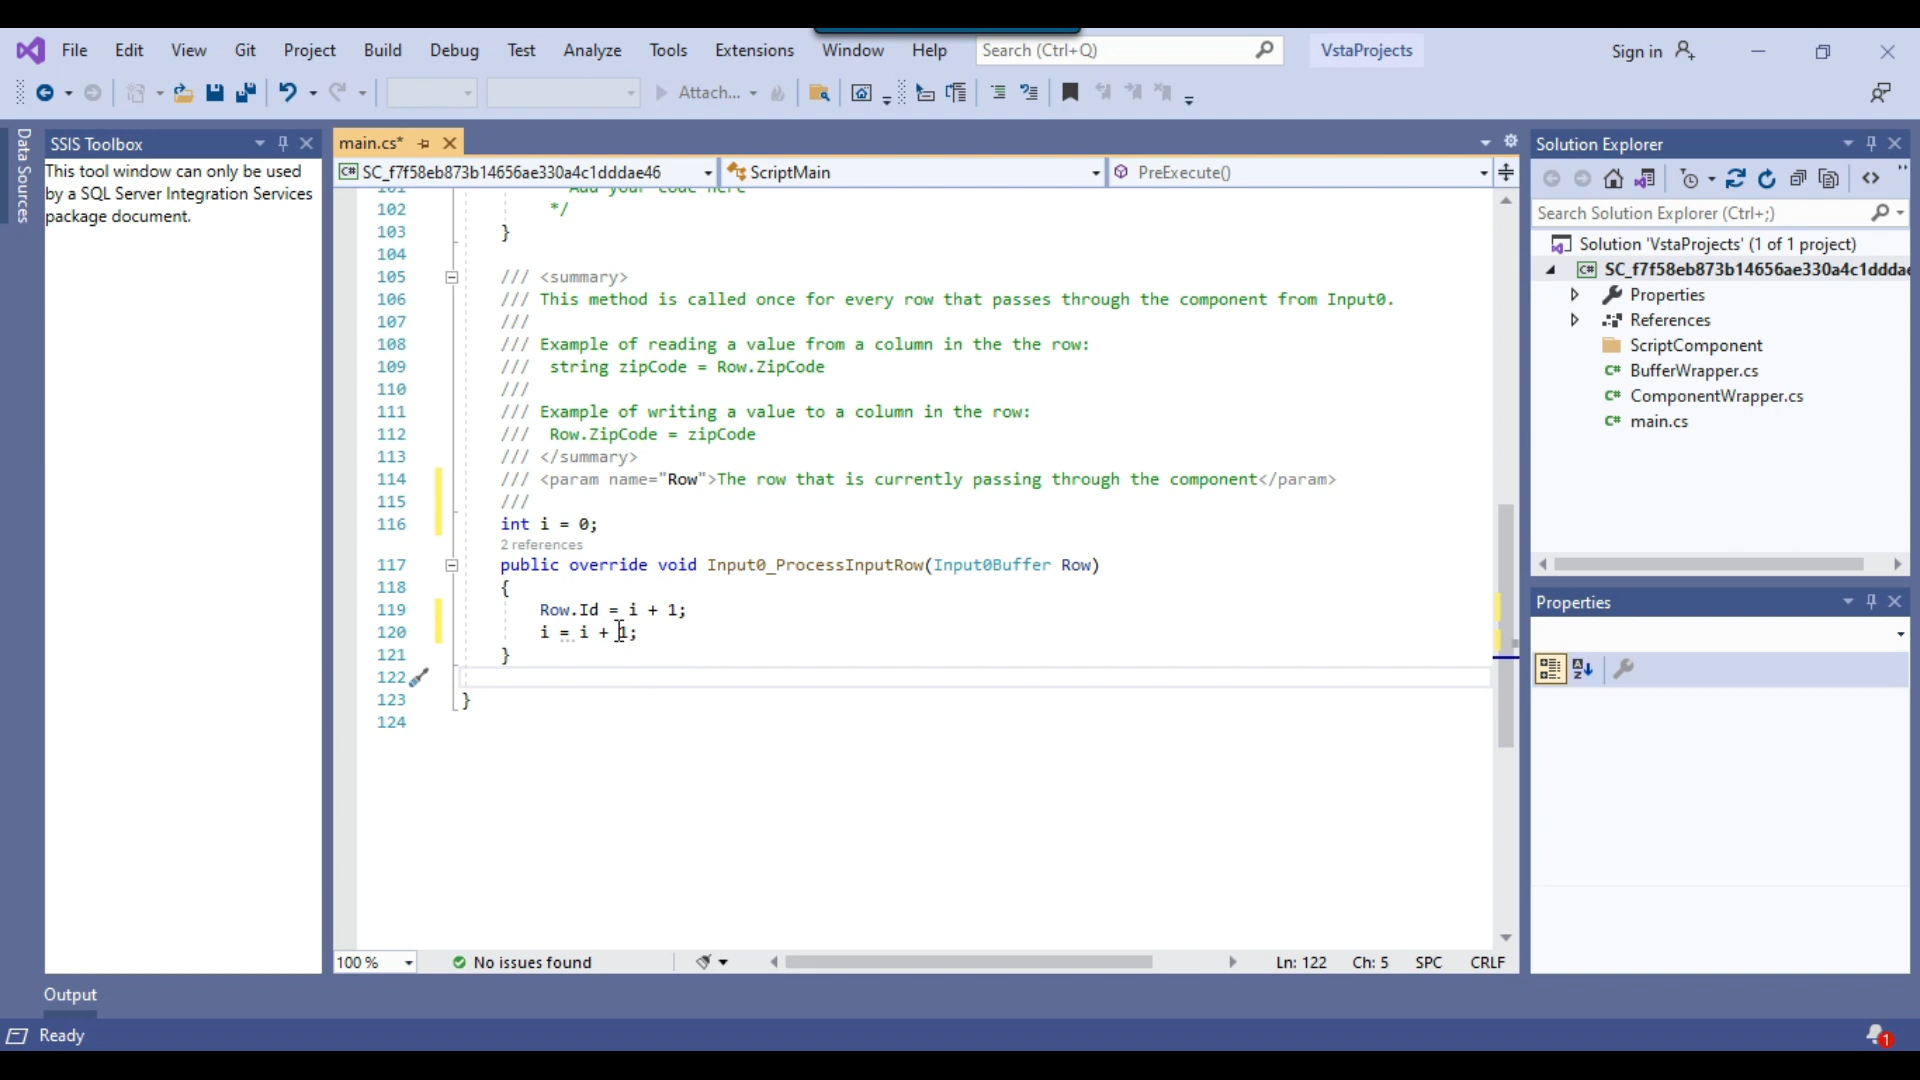 File Edit View Git Project Build Debug Test Analyze Tools Extensions Window Help Search (Ctrl+Q) VstaProjects Sign in
Attach...
Data Sources
SSIS Toolbox
This tool window can only be used
by a SQL Server Integration Services
package document.
main.cs*
C# SC_f7f58eb873b14656ae330a4c1dddae46 ScriptMain PreExecute()
101 Add your code here
102 */
103 }
104
105 /// <summary>
106 /// This method is called once for every row that passes through the component from Input0.
107 ///
108 /// Example of reading a value from a column in the the row:
109 /// string zipCode = Row.ZipCode
110 ///
111 /// Example of writing a value to a column in the row:
112 /// Row.ZipCode = zipCode
113 /// </summary>
114 /// <param name="Row">The row that is currently passing through the component</param>
115 ///
116 int i = 0;
2 references
117 public override void Input0_ProcessInputRow(Input0Buffer Row)
118 {
119 Row.Id = i + 1;
120 i = i + 1;
121 }
122
123 }
124
100 % No issues found Ln: 122 Ch: 5 SPC CRLF
Solution Explorer
Search Solution Explorer (Ctrl+;)
Solution 'VstaProjects' (1 of 1 project)
C# SC_f7f58eb873b14656ae330a4c1dddae
Properties
References
ScriptComponent
C# BufferWrapper.cs
C# ComponentWrapper.cs
C# main.cs
Properties
Output
Ready
1